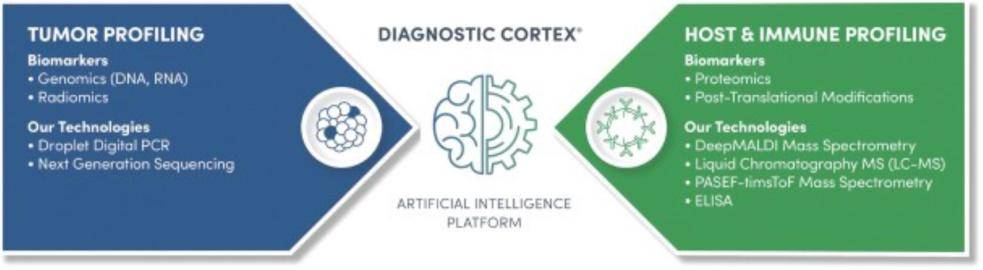 TUMOR PROFILING
Biomarkers
• Genomics (DNA, RNA)
• Radiomics
Our Technologies
• Droplet Digital PCR
• Next Generation Sequencing
DIAGNOSTIC CORTEX®
ARTIFICIAL INTELLIGENCE
PLATFORM
HOST & IMMUNE PROFILING
Biomarkers
• Proteomics
• Post-Translational Modifications
Our Technologies
• DeepMALDI Mass Spectrometry
• Liquid Chromatography MS (LC-MS)
• PASEF-timsToF Mass Spectrometry
• ELISA